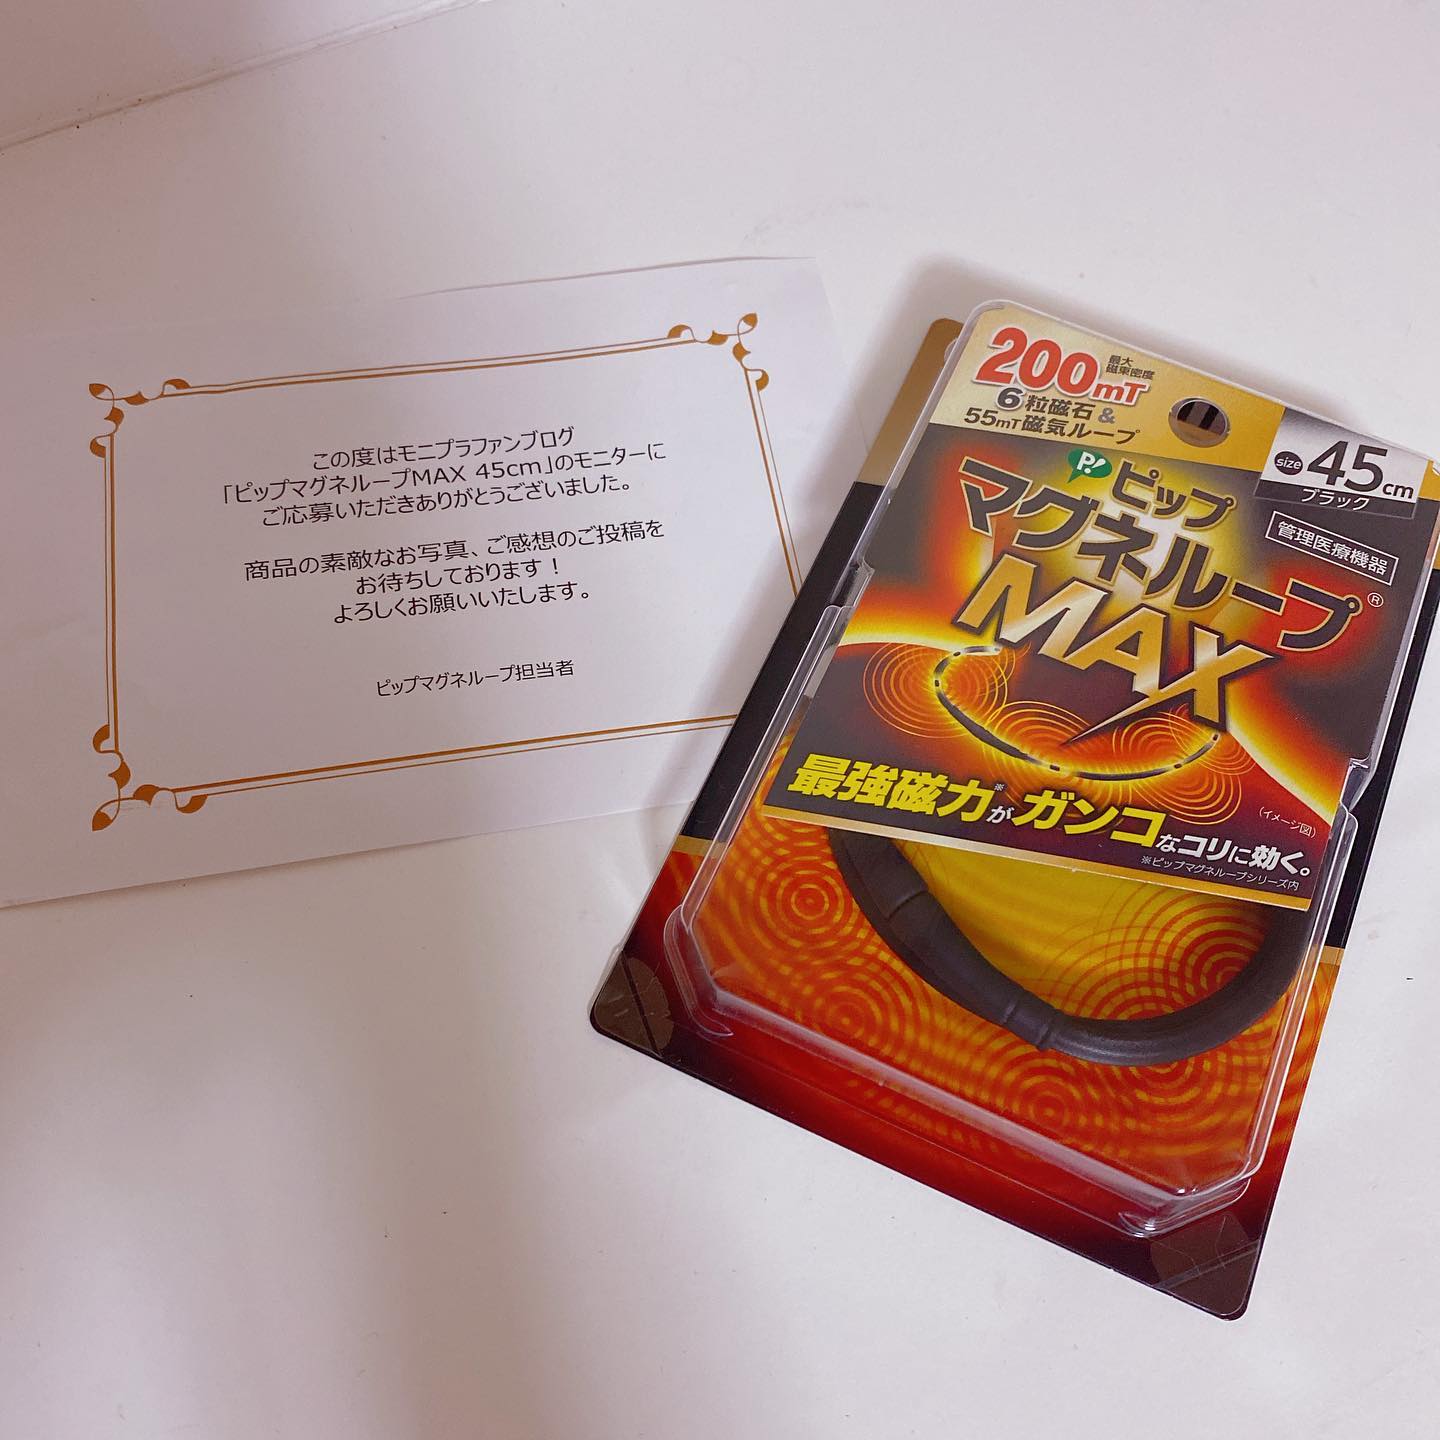 この度はモニプラファンブログ
「ピップマグネループMAX 45cm」のモニターに
ご応募いただきありがとうございました。
商品の素敵なお写真、ご感想のご投稿を
お待ちしております！
よろしくお願いいたします。
ピップマグネループ担当者
200mT 最大磁束密度
6粒磁石&
55mT磁気ループ
size 45cm
ブラック
管理医療機器
P!
ピップ
マグネループ®
MAX
(イメージ図)
最強磁力※がガンコなコリに効く。
※ピップマグネループシリーズ内